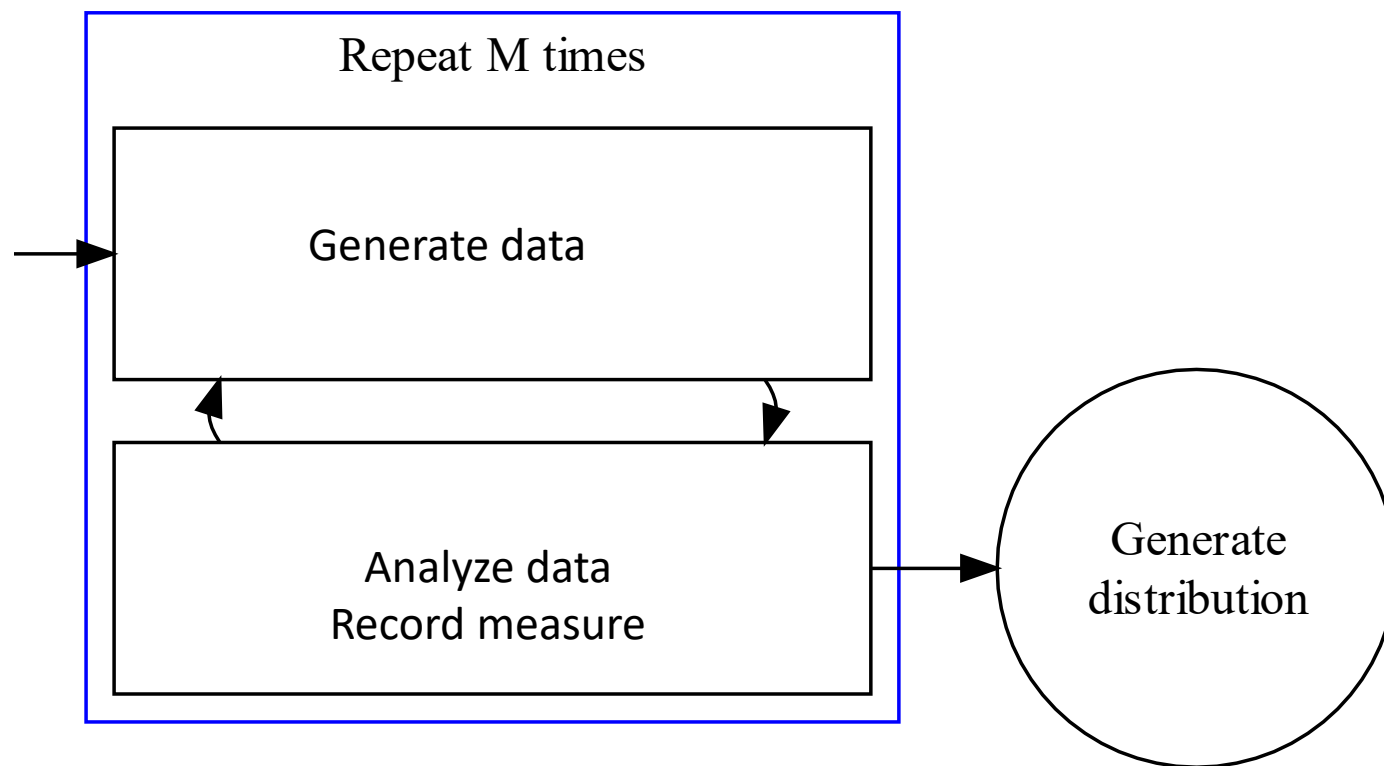 Repeat M times
Generate data
Analyze data
Record measure
Generate
distribution